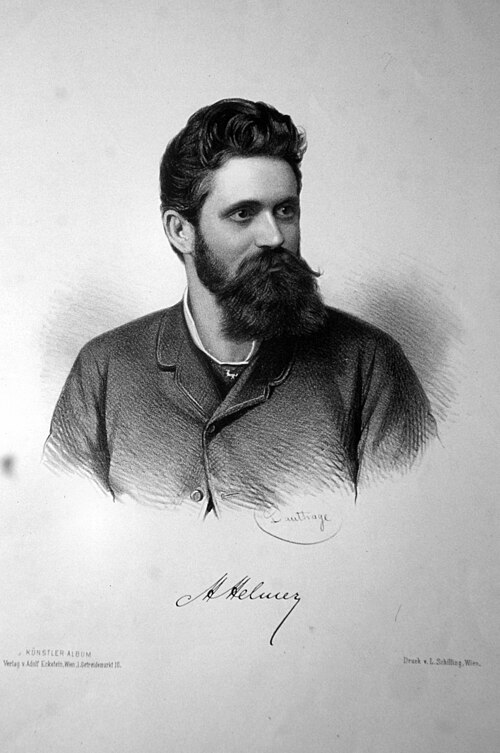 Dauthage
H Helmer
KÜNSTLER-ALBUM
Verlag v. Adolf Eckstein, Wien, I. Getreidemarkt 10.
Druck v. L. Schilling, Wien.